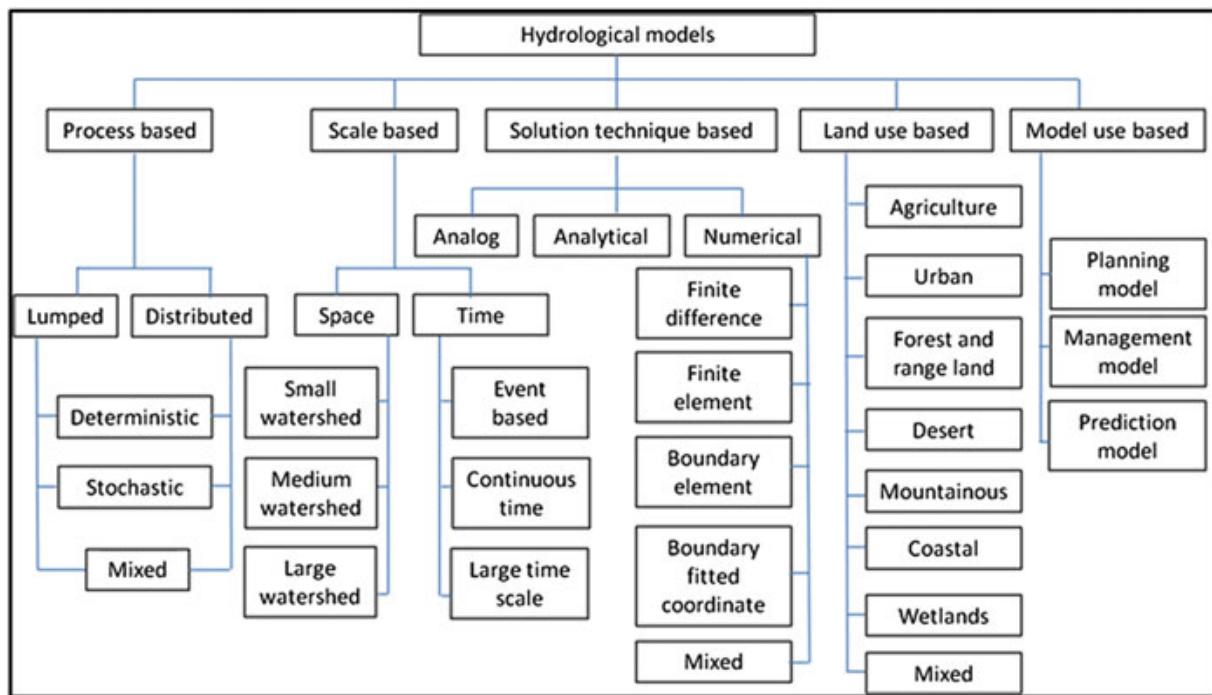 Hydrological models
Process based
Scale based
Solution technique based
Land use based
Model use based
Analog
Analytical
Numerical
Lumped
Distributed
Deterministic
Stochastic
Mixed
Space
Time
Small
watershed
Medium
watershed
Large
watershed
Event
based
Continuous
time
Large time
scale
Finite
difference
Finite
element
Boundary
element
Boundary
fitted
coordinate
Mixed
Agriculture
Urban
Forest and
range land
Desert
Mountainous
Coastal
Wetlands
Mixed
Planning
model
Management
model
Prediction
model